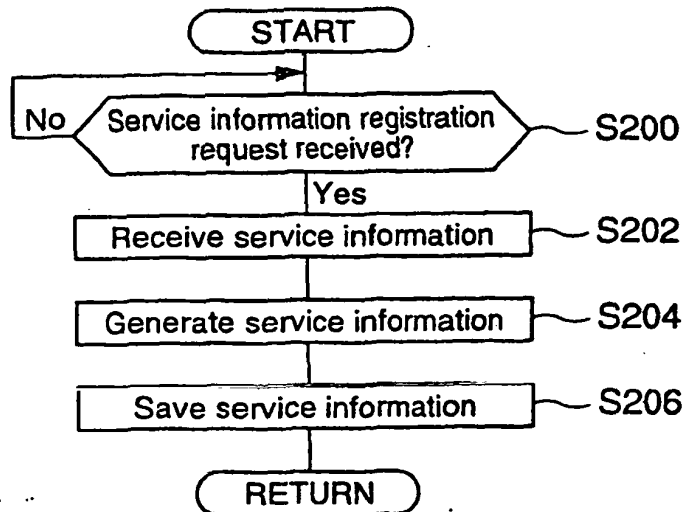 START
No
Service information registration
request received?
S200
Yes
Receive service information
S202
Generate service information
S204
Save service information
S206
RETURN